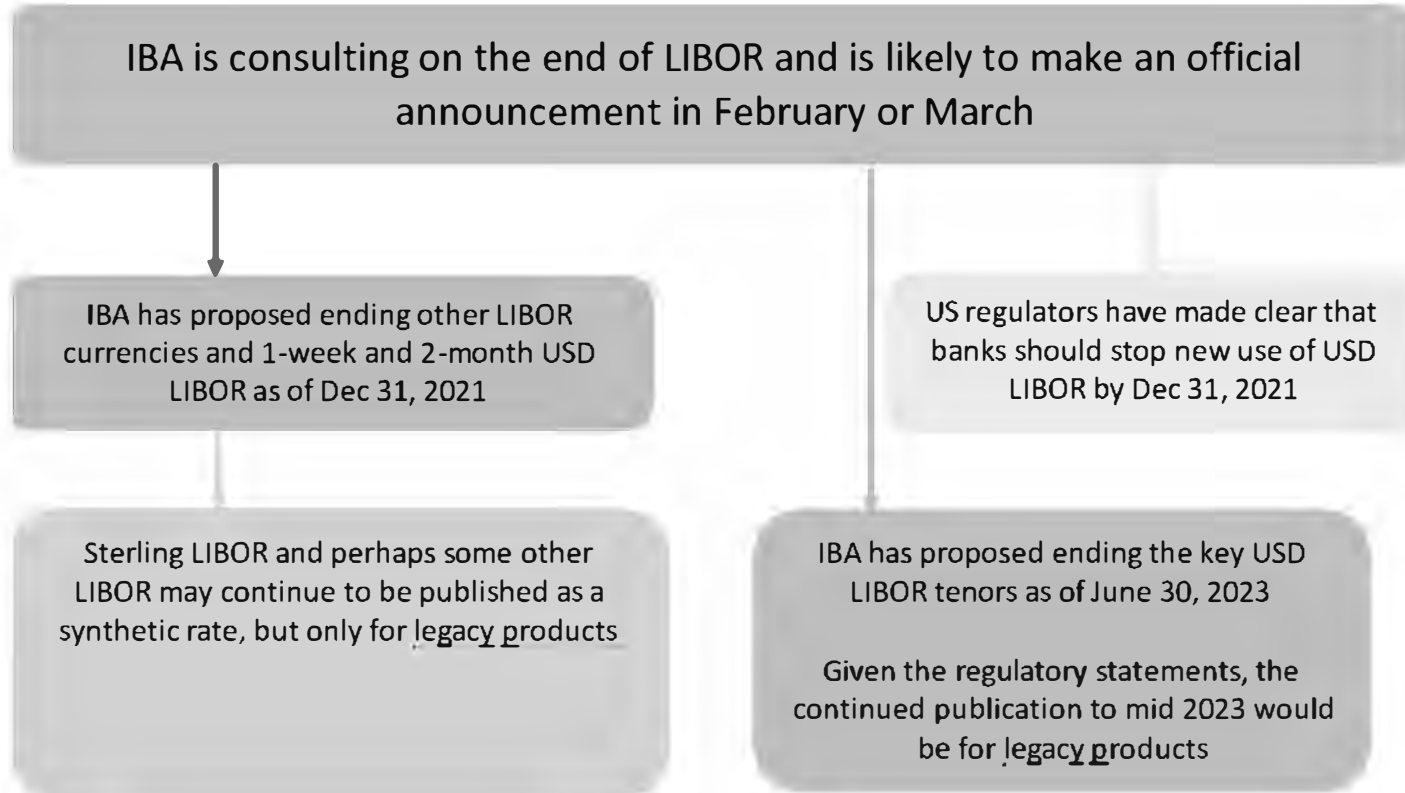 IBA is consulting on the end of LIBOR and is likely to make an official
announcement in February or March
IBA has proposed ending other LIBOR
currencies and 1-week and 2-month USD
LIBOR as of Dec 31, 2021
US regulators have made clear that
banks should stop new use of USD
LIBOR by Dec 31, 2021
Sterling LIBOR and perhaps some other
LIBOR may continue to be published as a
synthetic rate, but only for legacy products
IBA has proposed ending the key USD
LIBOR tenors as of June 30, 2023
Given the regulatory statements, the
continued publication to mid 2023 would
be for legacy products